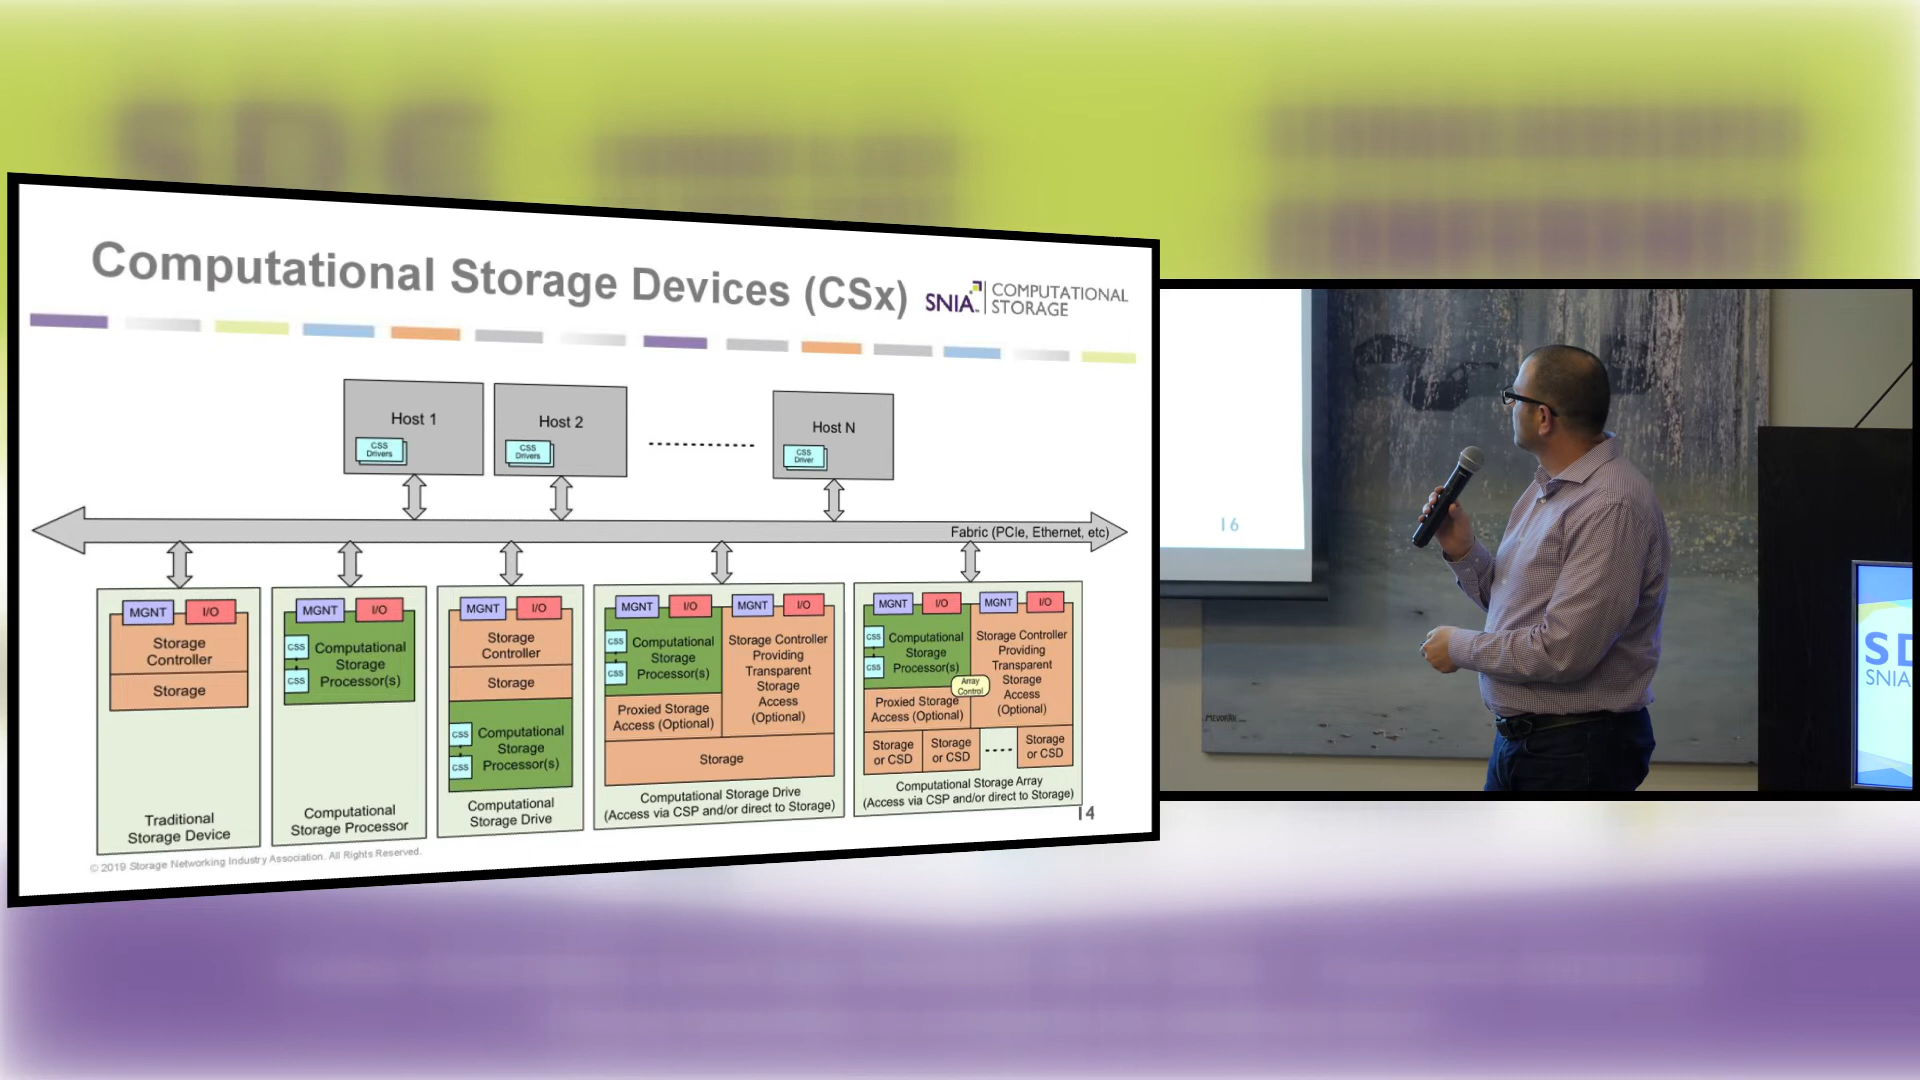 Computational Storage Devices (CSx)
SNIA
COMPUTATIONAL
STORAGE
Host 1
CSS
Drivers
Host 2
CSS
Drivers
Host N
CSS
Driver
Fabric (PCIe, Ethernet, etc)
MGNT
I/O
Storage
Controller
Storage
Traditional
Storage Device
MGNT
I/O
CSS
CSS
Computational
Storage
Processor(s)
Computational
Storage Processor
MGNT
I/O
Storage
Controller
Storage
CSS
CSS
Computational
Storage
Processor(s)
Computational
Storage Drive
MGNT
I/O
MGNT
I/O
CSS
CSS
Computational
Storage
Processor(s)
Proxied Storage
Access (Optional)
Storage Controller
Providing
Transparent
Storage
Access
(Optional)
Storage
Computational Storage Drive
(Access via CSP and/or direct to Storage)
MGNT
I/O
MGNT
I/O
CSS
CSS
Computational
Storage
Processor(s)
Array
Control
Proxied Storage
Access (Optional)
Storage Controller
Providing
Transparent
Storage
Access
(Optional)
Storage
or CSD
Storage
or CSD
Storage
or CSD
Computational Storage Array
(Access via CSP and/or direct to Storage)
14
© 2019 Storage Networking Industry Association. All Rights Reserved.
16
SD
SNIA